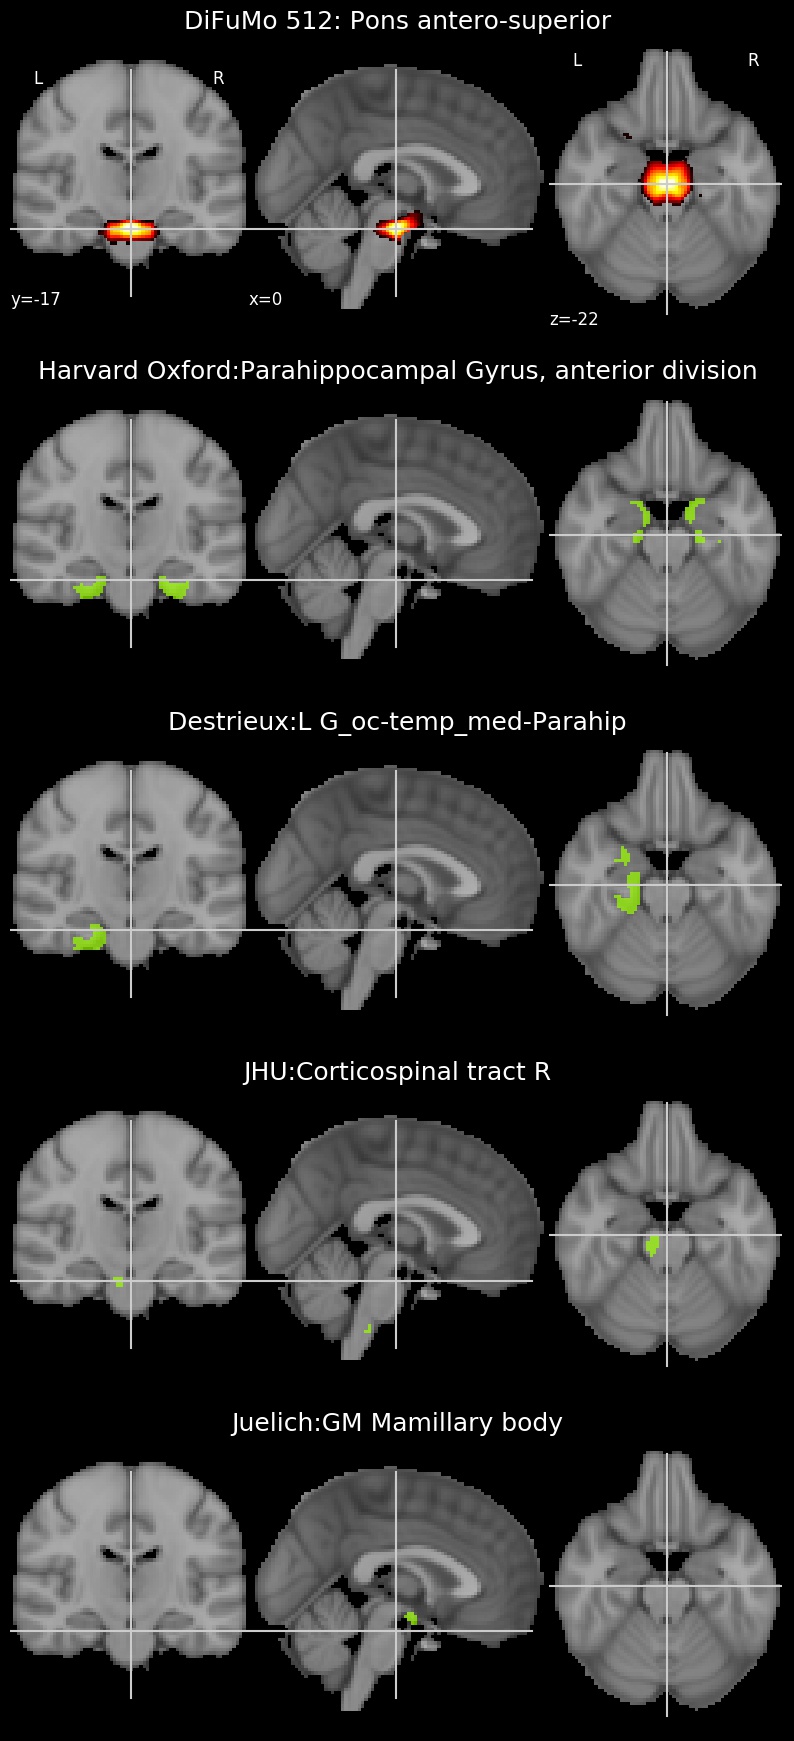 DiFuMo 512: Pons antero-superior
L R L R
y=-17 x=0 z=-22
Harvard Oxford:Parahippocampal Gyrus, anterior division
Destrieux:L G_oc-temp_med-Parahip
JHU:Corticospinal tract R
Juelich:GM Mamillary body